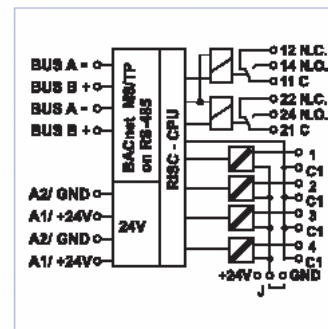 BUS A -
BUS B +
BUS A -
BUS B +
A2/ GND
A1/ +24V
A2/ GND
A1/ +24V
BACnet MS/TP
on RS-485
24V
RISC - CPU
12 N.C.
14 N.O.
11 C
22 N.C.
24 N.O.
21 C
1
C1
2
C1
3
C1
4
C1
+24V
GND
J